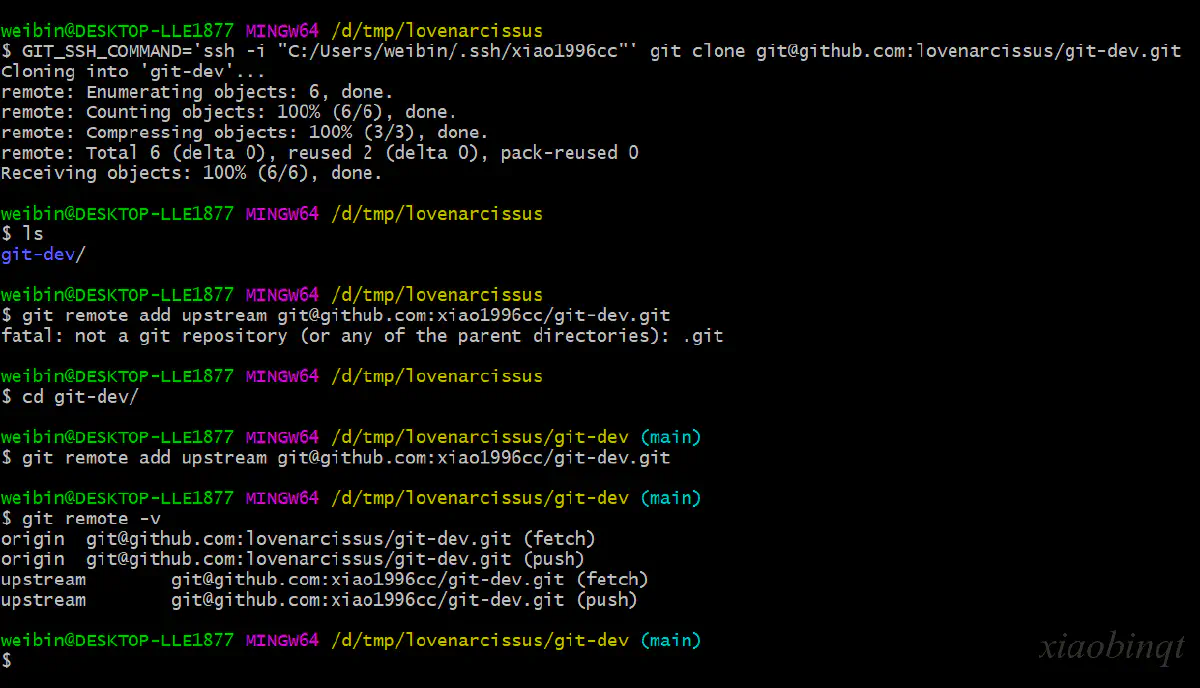 weibin@DESKTOP-LLE1877 MINGW64 /d/tmp/lovenarcissus
$ GIT_SSH_COMMAND='ssh -i "C:/Users/weibin/.ssh/xiao1996cc"' git clone git@github.com:lovenarcissus/git-dev.git
Cloning into 'git-dev'...
remote: Enumerating objects: 6, done.
remote: Counting objects: 100% (6/6), done.
remote: Compressing objects: 100% (3/3), done.
remote: Total 6 (delta 0), reused 2 (delta 0), pack-reused 0
Receiving objects: 100% (6/6), done.
weibin@DESKTOP-LLE1877 MINGW64 /d/tmp/lovenarcissus
$ ls
git-dev/
weibin@DESKTOP-LLE1877 MINGW64 /d/tmp/lovenarcissus
$ git remote add upstream git@github.com:xiao1996cc/git-dev.git
fatal: not a git repository (or any of the parent directories): .git
weibin@DESKTOP-LLE1877 MINGW64 /d/tmp/lovenarcissus
$ cd git-dev/
weibin@DESKTOP-LLE1877 MINGW64 /d/tmp/lovenarcissus/git-dev (main)
$ git remote add upstream git@github.com:xiao1996cc/git-dev.git
weibin@DESKTOP-LLE1877 MINGW64 /d/tmp/lovenarcissus/git-dev (main)
$ git remote -v
origin  git@github.com:lovenarcissus/git-dev.git (fetch)
origin  git@github.com:lovenarcissus/git-dev.git (push)
upstream        git@github.com:xiao1996cc/git-dev.git (fetch)
upstream        git@github.com:xiao1996cc/git-dev.git (push)
weibin@DESKTOP-LLE1877 MINGW64 /d/tmp/lovenarcissus/git-dev (main)
$
xiaobinqt